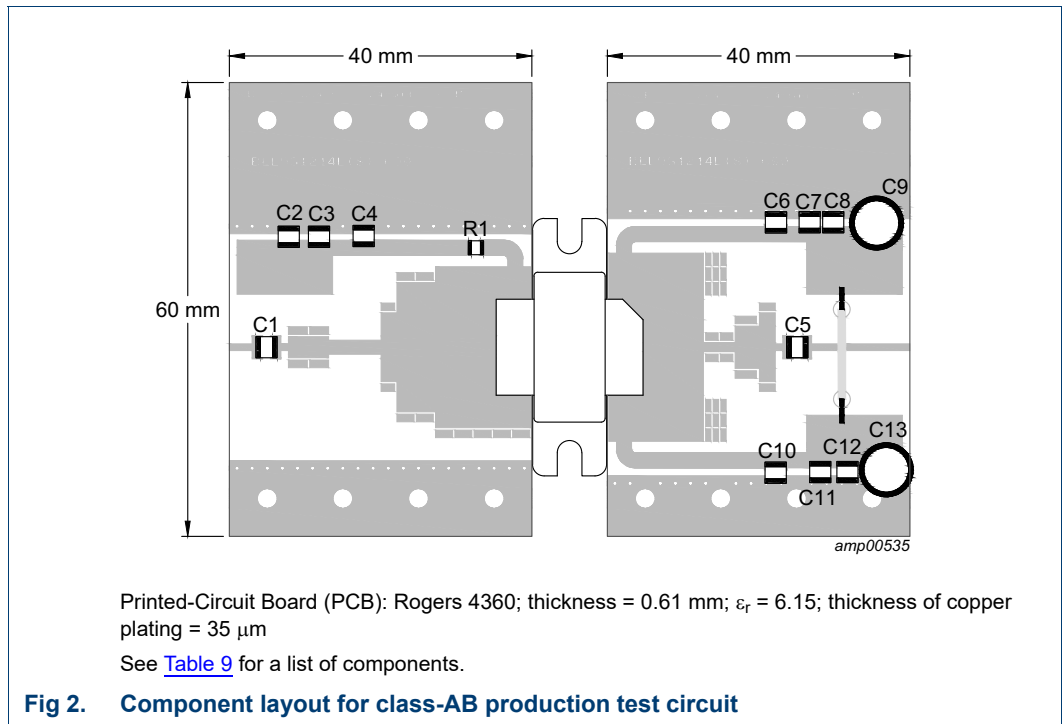 40 mm
40 mm
60 mm
C9
C2 C3 C4
R1
C6 C7 C8
C1
C5
C10
C11
C12
C13
amp00535
Printed-Circuit Board (PCB): Rogers 4360; thickness = 0.61 mm; εr = 6.15; thickness of copper
plating = 35 μm
See Table 9 for a list of components.
Fig 2. Component layout for class-AB production test circuit